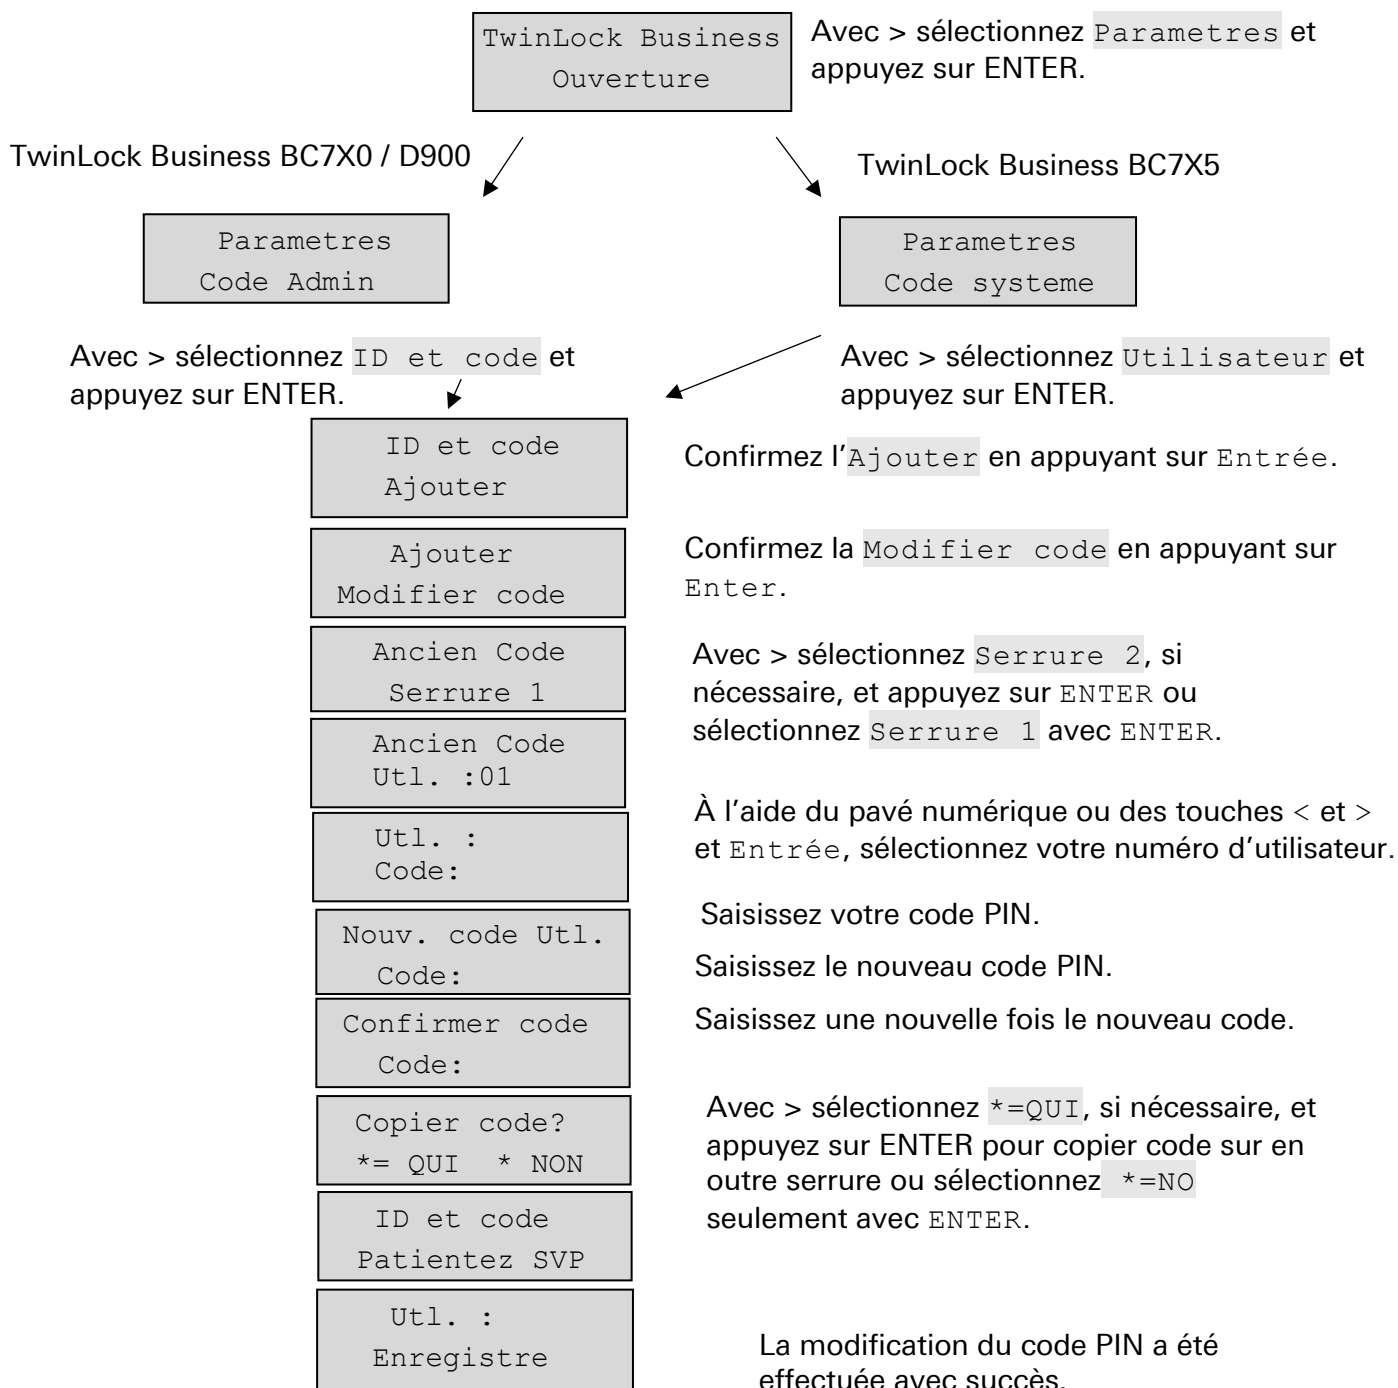 TwinLock Business
Ouverture
Avec > sélectionnez Parametres et
appuyez sur ENTER.
TwinLock Business BC7X0 / D900
TwinLock Business BC7X5
Parametres
Code Admin
Parametres
Code systeme
Avec > sélectionnez ID et code et
appuyez sur ENTER.
Avec > sélectionnez Utilisateur et
appuyez sur ENTER.
ID et code
Ajouter
Confirmez l'Ajouter en appuyant sur Entrée.
Ajouter
Modifier code
Confirmez la Modifier code en appuyant sur
Enter.
Ancien Code
Serrure 1
Avec > sélectionnez Serrure 2, si
nécessaire, et appuyez sur ENTER ou
sélectionnez Serrure 1 avec ENTER.
Ancien Code
Utl. :01
Utl. :
Code:
À l'aide du pavé numérique ou des touches < et >
et Entrée, sélectionnez votre numéro d'utilisateur.
Saisissez votre code PIN.
Nouv. code Utl.
Code:
Saisissez le nouveau code PIN.
Confirmer code
Code:
Saisissez une nouvelle fois le nouveau code.
Copier code?
*= QUI * NON
Avec > sélectionnez *=QUI, si nécessaire, et
appuyez sur ENTER pour copier code sur en
outre serrure ou sélectionnez *=NO
seulement avec ENTER.
ID et code
Patientez SVP
Utl. :
Enregistre
La modification du code PIN a été
effectuée avec succès.